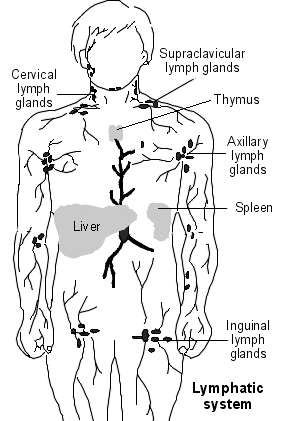 Supraclavicular
lymph glands
Cervical
lymph
glands
Thymus
Axillary
lymph
glands
Spleen
Liver
Inguinal
lymph
glands
Lymphatic
system